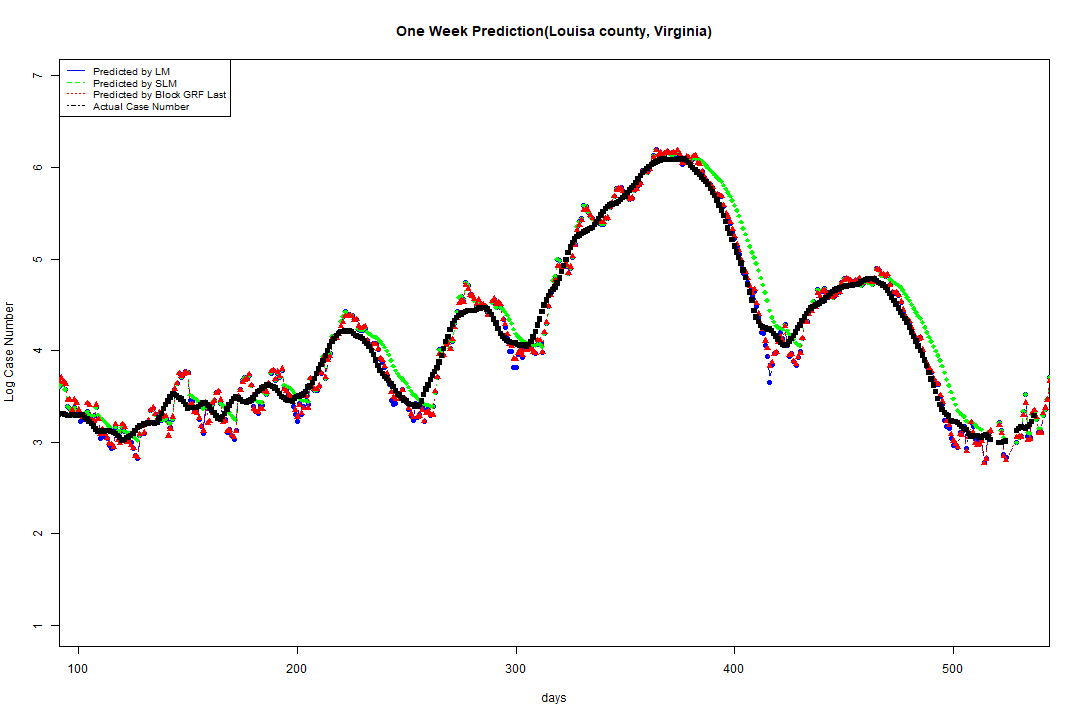 One Week Prediction(Louisa county, Virginia)
Predicted by LM
Predicted by SLM
Predicted by Block GRF Last
Actual Case Number
7
6
5
4
3
2
1
Log Case Number
100
200
300
400
500
days